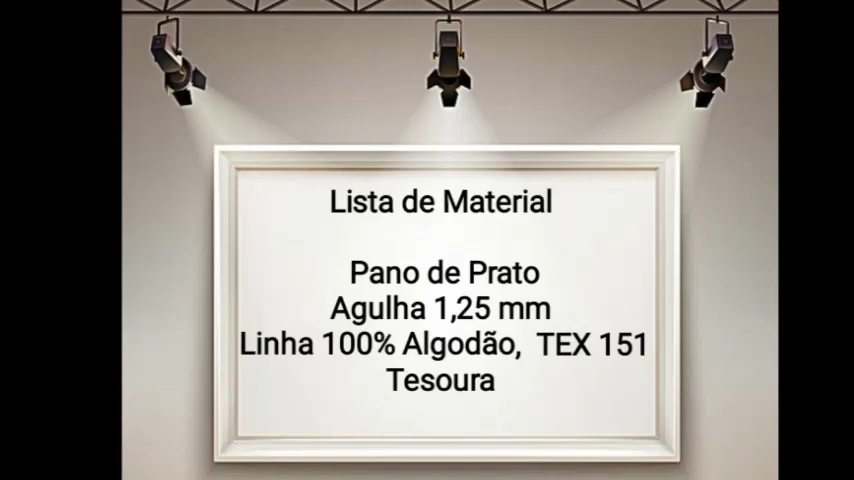 Lista de Material
Pano de Prato
Agulha 1,25 mm
Linha 100% Algodão, TEX 151
Tesoura